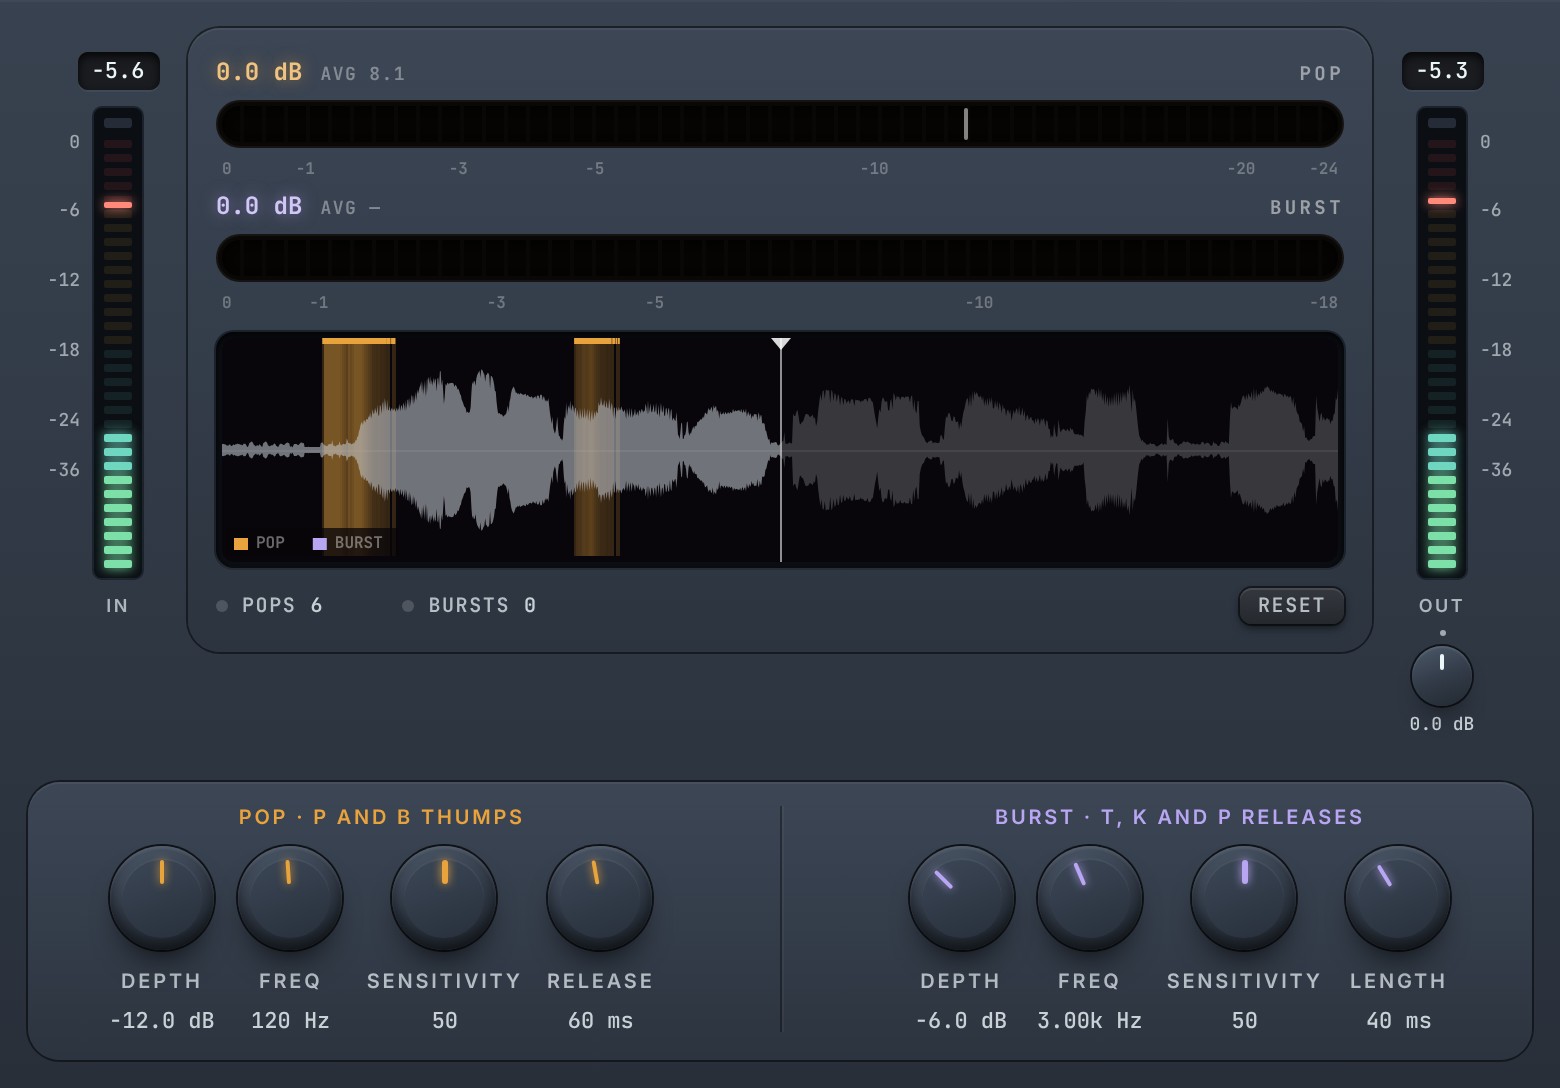 -5.6
0.0 dB AVG 8.1 POP
-5.3
0 -1 -3 -5 -10 -20 -24
0.0 dB AVG — BURST
0 -1 -3 -5 -10 -18
0
-6
-12
-18
-24
-36
IN
POP BURST
POPS 6 BURSTS 0 RESET
0
-6
-12
-18
-24
-36
OUT
0.0 dB
POP · P AND B THUMPS
DEPTH FREQ SENSITIVITY RELEASE
-12.0 dB 120 Hz 50 60 ms
BURST · T, K AND P RELEASES
DEPTH FREQ SENSITIVITY LENGTH
-6.0 dB 3.00k Hz 50 40 ms